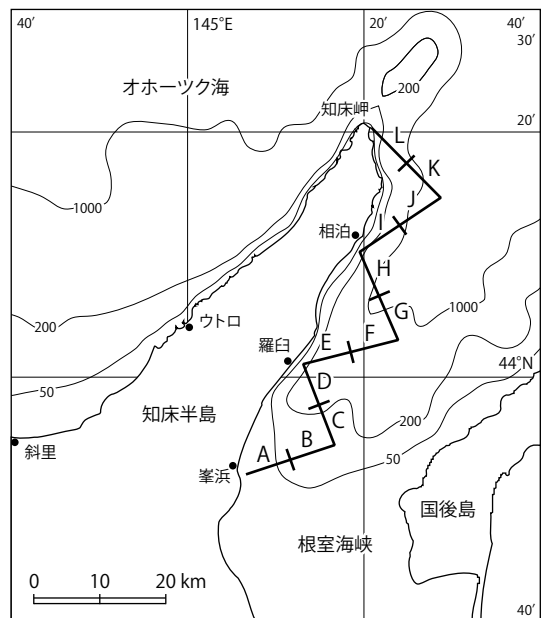 40′
145°E
20′
40′
30′
オホーツク海
200
知床岬
20′
L
K
1000
J
I
相泊
H
G
1000
200
ウトロ
羅臼
E
F
50
44°N
D
知床半島
C
200
斜里
B
A
50
峯浜
国後島
根室海峡
0 10 20 km
40′